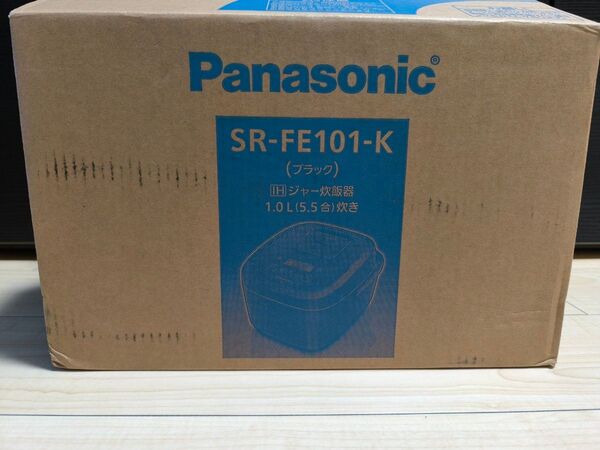 Panasonic®
SR-FE101-K
(ブラック)
IH ジャー炊飯器
1.0L(5.5合)炊き